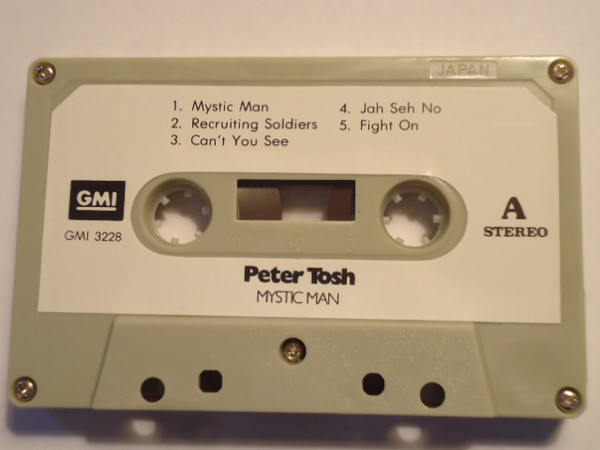 JAPAN
1. Mystic Man
2. Recruiting Soldiers
3. Can't You See
4. Jah Seh No
5. Fight On
GMI
GMI 3228
A
STEREO
Peter Tosh
MYSTIC MAN